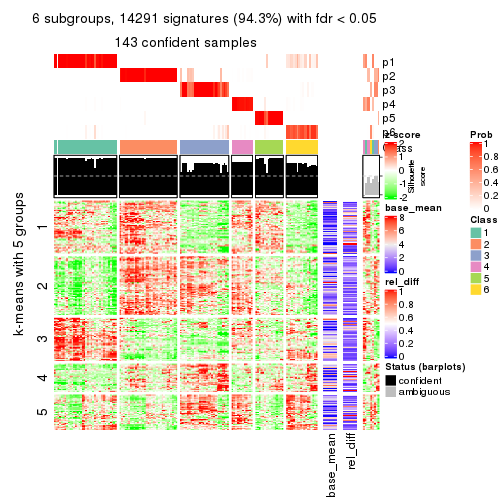 6 subgroups, 14291 signatures (94.3%) with fdr < 0.05
143 confident samples
p1
p2
p3
p4
p5
p6
Class
z-score
2
1
0
-1
-2
Silhouette score
Prob
1
0.8
0.6
0.4
0.2
0
base_mean
8
6
4
2
0
Class
1
2
3
4
5
6
rel_diff
1
0.8
0.6
0.4
0.2
0
Status (barplots)
confident
ambiguous
k-means with 5 groups
1
2
3
4
5
base_mean
rel_diff